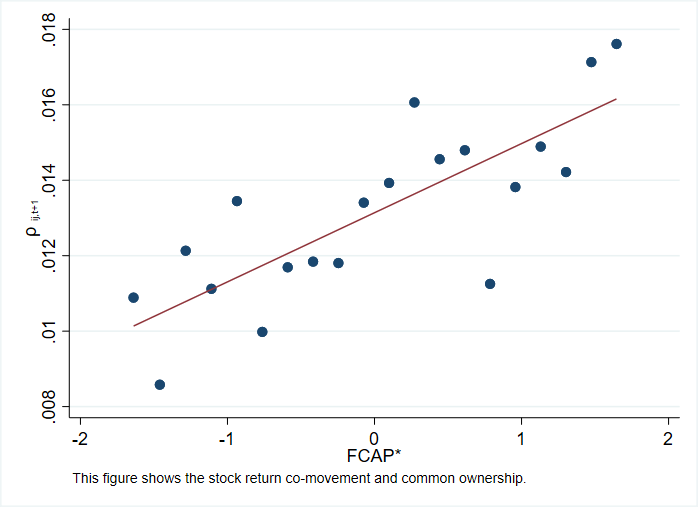 .018
.016
.014
.012
.01
.008
ρ ij,t+1
-2 -1 0 1 2
FCAP*
This figure shows the stock return co-movement and common ownership.